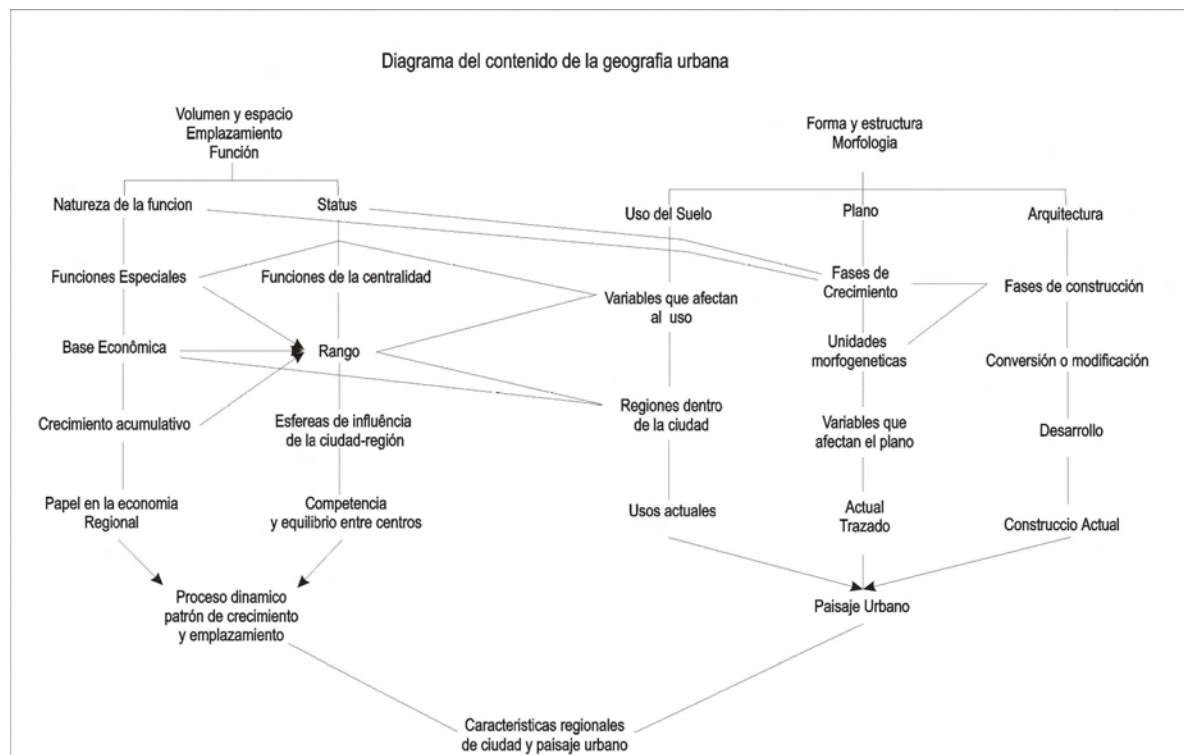 Diagrama del contenido de la geografia urbana
Volumen y espacio
Emplazamiento
Función
Forma y estructura
Morfologia
Natureza de la funcion
Status
Uso del Suelo
Plano
Arquitectura
Funciones Especiales
Funciones de la centralidad
Variables que afectan
al uso
Fases de
Crecimiento
Fases de construcción
Base Econômica
Rango
Unidades
morfogeneticas
Conversión o modificación
Crecimiento acumulativo
Esfereas de influência
de la ciudad-región
Regiones dentro
de la ciudad
Variables que
afectan el plano
Desarrollo
Papel en la economia
Regional
Competencia
y equilibrio entre centros
Usos actuales
Actual
Trazado
Construccio Actual
Proceso dinamico
patrón de crecimiento
y emplazamiento
Paisaje Urbano
Caracteristicas regionales
de ciudad y paisaje urbano